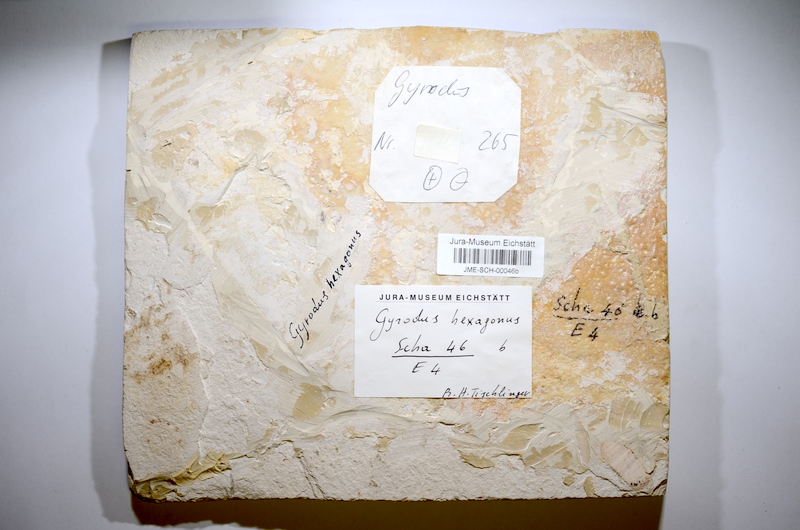 Gyrodus
Nr. 265
+ -
Jura-Museum Eichstätt
JME-SCH-00046b
Gyrodus hexagonus
JURA-MUSEUM EICHSTÄTT
Gyrodus hexagonus
Scha 46 b
E 4
B. H. Tischlinger
Scha 46 b
E 4